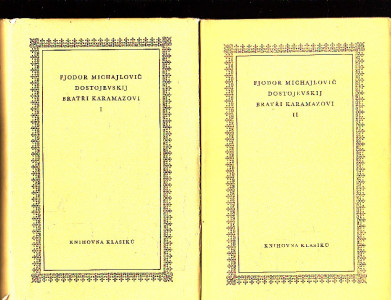 FJODOR MICHAJLOVIČ
DOSTOJEVSKIJ
BRATŘI KARAMAZOVI
I
KNIHOVNA KLASIKŮ
FJODOR MICHAJLOVIČ
DOSTOJEVSKIJ
BRATŘI KARAMAZOVI
II
KNIHOVNA KLASIKŮ